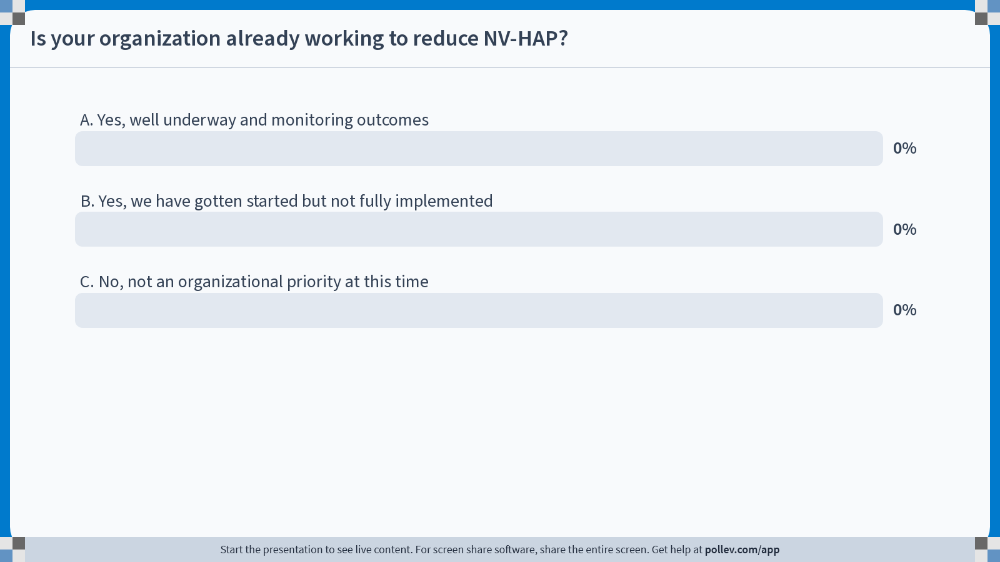 Is your organization already working to reduce NV-HAP?
A. Yes, well underway and monitoring outcomes
0%
B. Yes, we have gotten started but not fully implemented
0%
C. No, not an organizational priority at this time
0%
Start the presentation to see live content. For screen share software, share the entire screen. Get help at pollev.com/app